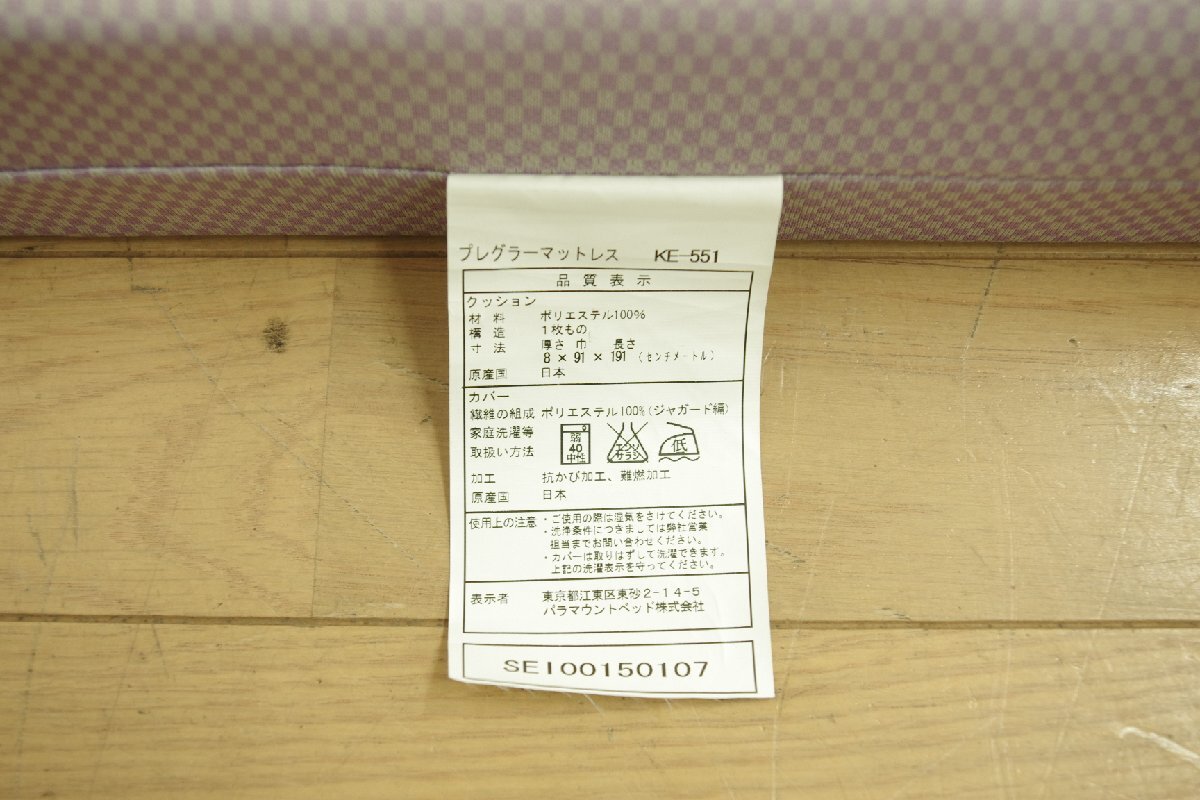 プレグラーマットレス KE-551
品質表示
クッション
材料 ポリエステル100%
構造 1枚もの
寸法 厚さ 巾 長さ
8×91×191 (センチメートル)
原産国 日本
カバー
繊維の組成 ポリエステル100%(ジャガード編)
家庭洗濯等
取扱い方法
弱
40
中性
エンソ
サラシ
低
加工 抗かび加工、難燃加工
原産国 日本
使用上の注意 ・ご使用の際は湿気をさけてください。
・洗浄条件につきましては弊社営業
担当までお問い合わせください。
・カバーは取りはずして洗濯できます。
上記の洗濯表示を守ってください。
表示者 東京都江東区東砂2-14-5
パラマウントベッド株式会社
SE100150107